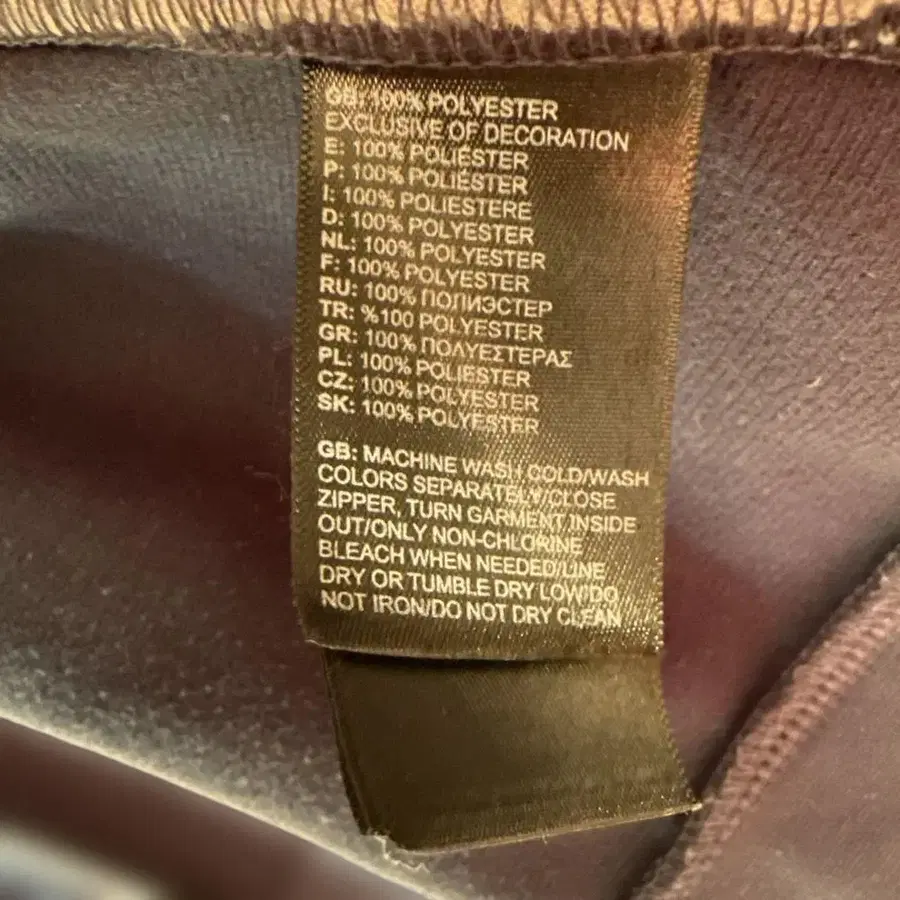 GB: 100% POLYESTER
EXCLUSIVE OF DECORATION
E: 100% POLIÉSTER
P: 100% POLIÉSTER
I: 100% POLIESTERE
D: 100% POLYESTER
NL: 100% POLYESTER
F: 100% POLYESTER
RU: 100% ПОЛИЭСТЕР
TR: %100 POLYESTER
GR: 100% ΠΟΛΥΕΣΤΕΡΑΣ
PL: 100% POLIESTER
CZ: 100% POLYESTER
SK: 100% POLYESTER
GB: MACHINE WASH COLD/WASH
COLORS SEPARATELY/CLOSE
ZIPPER, TURN GARMENT INSIDE
OUT/ONLY NON-CHLORINE
BLEACH WHEN NEEDED/LINE
DRY OR TUMBLE DRY LOW/DO
NOT IRON/DO NOT DRY CLEAN